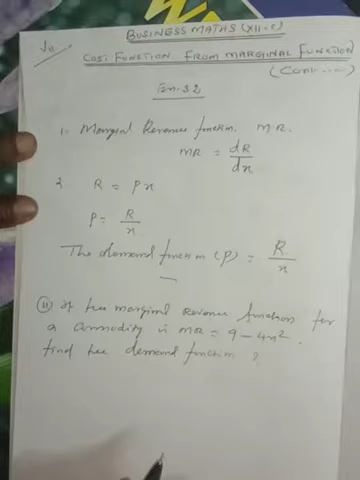 BUSINESS MATHS (XII-C)
COST FUNCTION FROM MARGINAL FUNCTION
(Cont---)
Ex. 3.2
1. Marginal Revenue function. MR.
MR = dR/dx
2 R = Px
P = R/x
The demand function (P) = R/x
⑪ If the marginal Revenue function for
a commodity is MR = 9 - 4x².
find the demand function ?